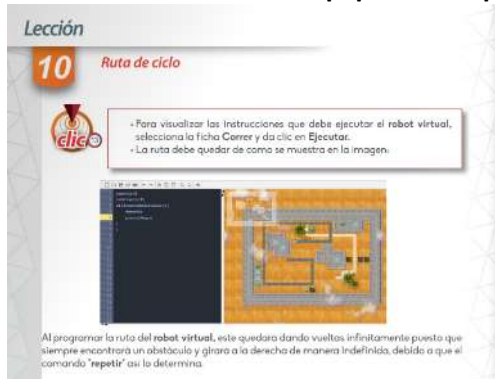 Lección
10
Ruta de ciclo
clic
• Para visualizar las instrucciones que debe ejecutar el robot virtual,
selecciona la ficha Correr y da clic en Ejecutar.
• La ruta debe quedar de como se muestra en la imagen.
Al programar la ruta del robot virtual, este quedara dando vueltas infinitamente puesto que
siempre encontrará un obstáculo y girara a la derecha de manera indefinida, debido a que el
comando "repetir" asi lo determina.